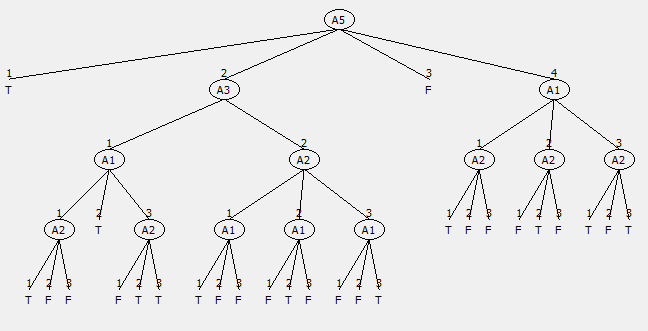 A5
1 2 3 4
T A3 F A1
1 2 1 2 3
A1 A2 A2 A2 A2
1 2 3 1 2 3 1 2 3 1 2 3 1 2 3
A2 T A2 A1 A1 A1 T F F F T F T F T
1 2 3 1 2 3 1 2 3 1 2 3 1 2 3
T F F F T T T F F F T F F F T